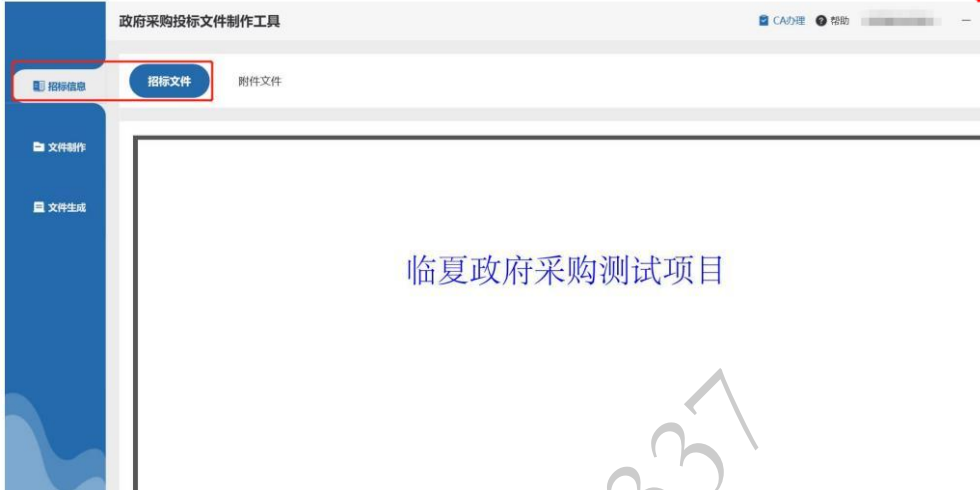 政府采购投标文件制作工具
CA办理 帮助
招标信息
招标文件 附件文件
文件制作
文件生成
临夏政府采购测试项目
337